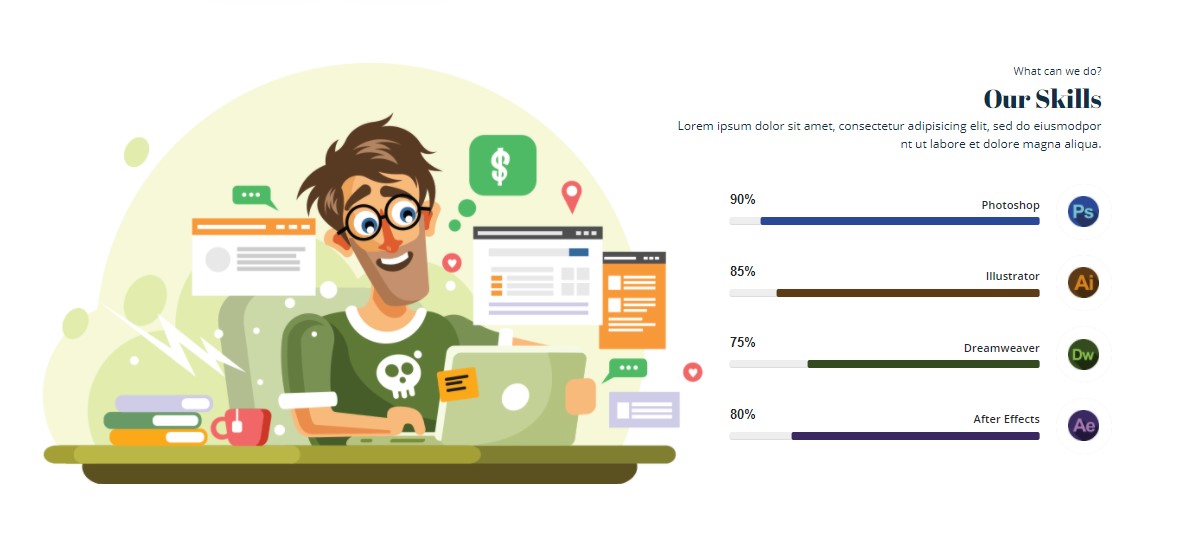 What can we do?
Our Skills
Lorem ipsum dolor sit amet, consectetur adipisicing elit, sed do eiusmodpor
nt ut labore et dolore magna aliqua.
90%
Photoshop
Ps
85%
Illustrator
Ai
75%
Dreamweaver
Dw
80%
After Effects
Ae
$